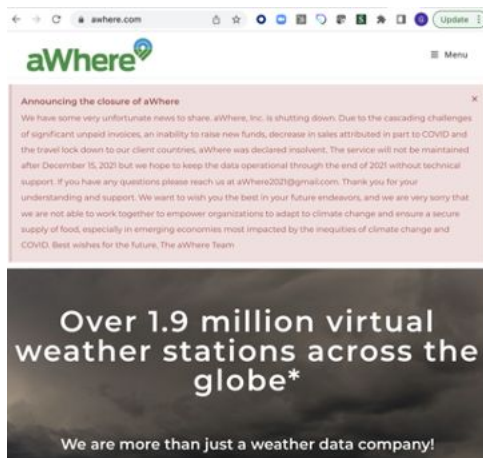 awhere.com
G
Update
aWhere
≡ Menu
Announcing the closure of aWhere
×
We have some very unfortunate news to share. aWhere, Inc. is shutting down. Due to the cascading challenges
of significant unpaid invoices, an inability to raise new funds, decrease in sales attributed in part to COVID and
the travel lock down to our client countries, aWhere was declared insolvent. The service will not be maintained
after December 15, 2021 but we hope to keep the data operational through the end of 2021 without technical
support. If you have any questions please reach us at aWhere2021@gmail.com. Thank you for your
understanding and support. We want to wish you the best in your future endeavors, and we are very sorry that
we are not able to work together to empower organizations to adapt to climate change and ensure a secure
supply of food, especially in emerging economies most impacted by the inequities of climate change and
COVID. Best wishes for the future, The aWhere Team
Over 1.9 million virtual
weather stations across the
globe*
We are more than just a weather data company!